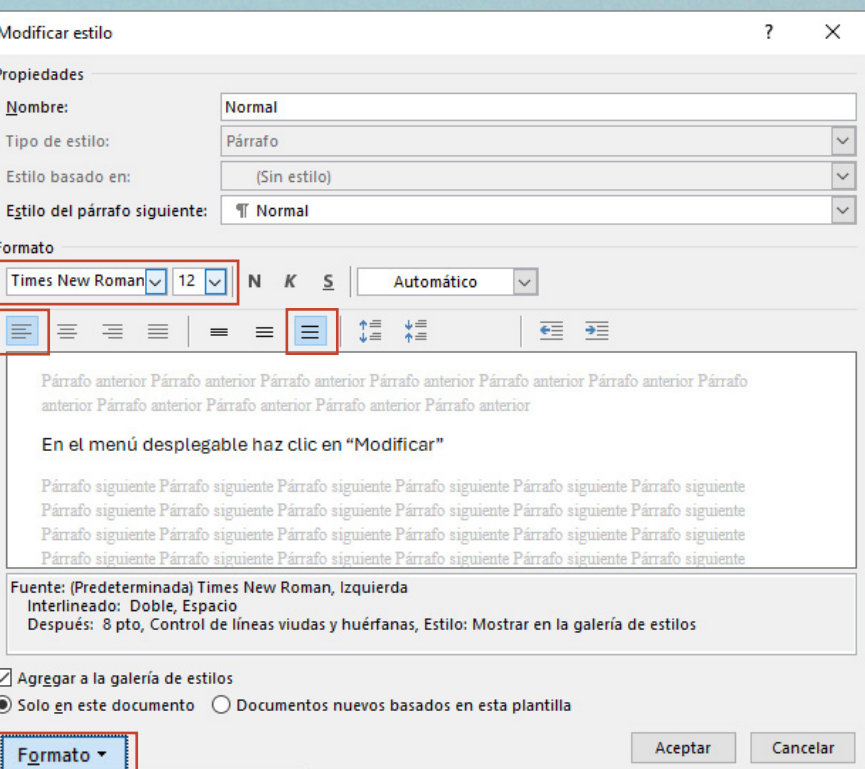 Modificar estilo ?
Propiedades
Nombre: Normal
Tipo de estilo: Párrafo
Estilo basado en: (Sin estilo)
Estilo del párrafo siguiente: ¶ Normal
Formato
Times New Roman 12 N K S Automático
Párrafo anterior Párrafo anterior Párrafo anterior Párrafo anterior Párrafo anterior Párrafo anterior Párrafo
anterior Párrafo anterior Párrafo anterior Párrafo anterior Párrafo anterior
En el menú desplegable haz clic en “Modificar”
Párrafo siguiente Párrafo siguiente Párrafo siguiente Párrafo siguiente Párrafo siguiente Párrafo siguiente
Párrafo siguiente Párrafo siguiente Párrafo siguiente Párrafo siguiente Párrafo siguiente Párrafo siguiente
Párrafo siguiente Párrafo siguiente Párrafo siguiente Párrafo siguiente Párrafo siguiente Párrafo siguiente
Párrafo siguiente Párrafo siguiente Párrafo siguiente Párrafo siguiente Párrafo siguiente Párrafo siguiente
Fuente: (Predeterminada) Times New Roman, Izquierda
Interlineado: Doble, Espacio
Después: 8 pto, Control de líneas viudas y huérfanas, Estilo: Mostrar en la galería de estilos
Agregar a la galería de estilos
Solo en este documento Documentos nuevos basados en esta plantilla
Formato Aceptar Cancelar